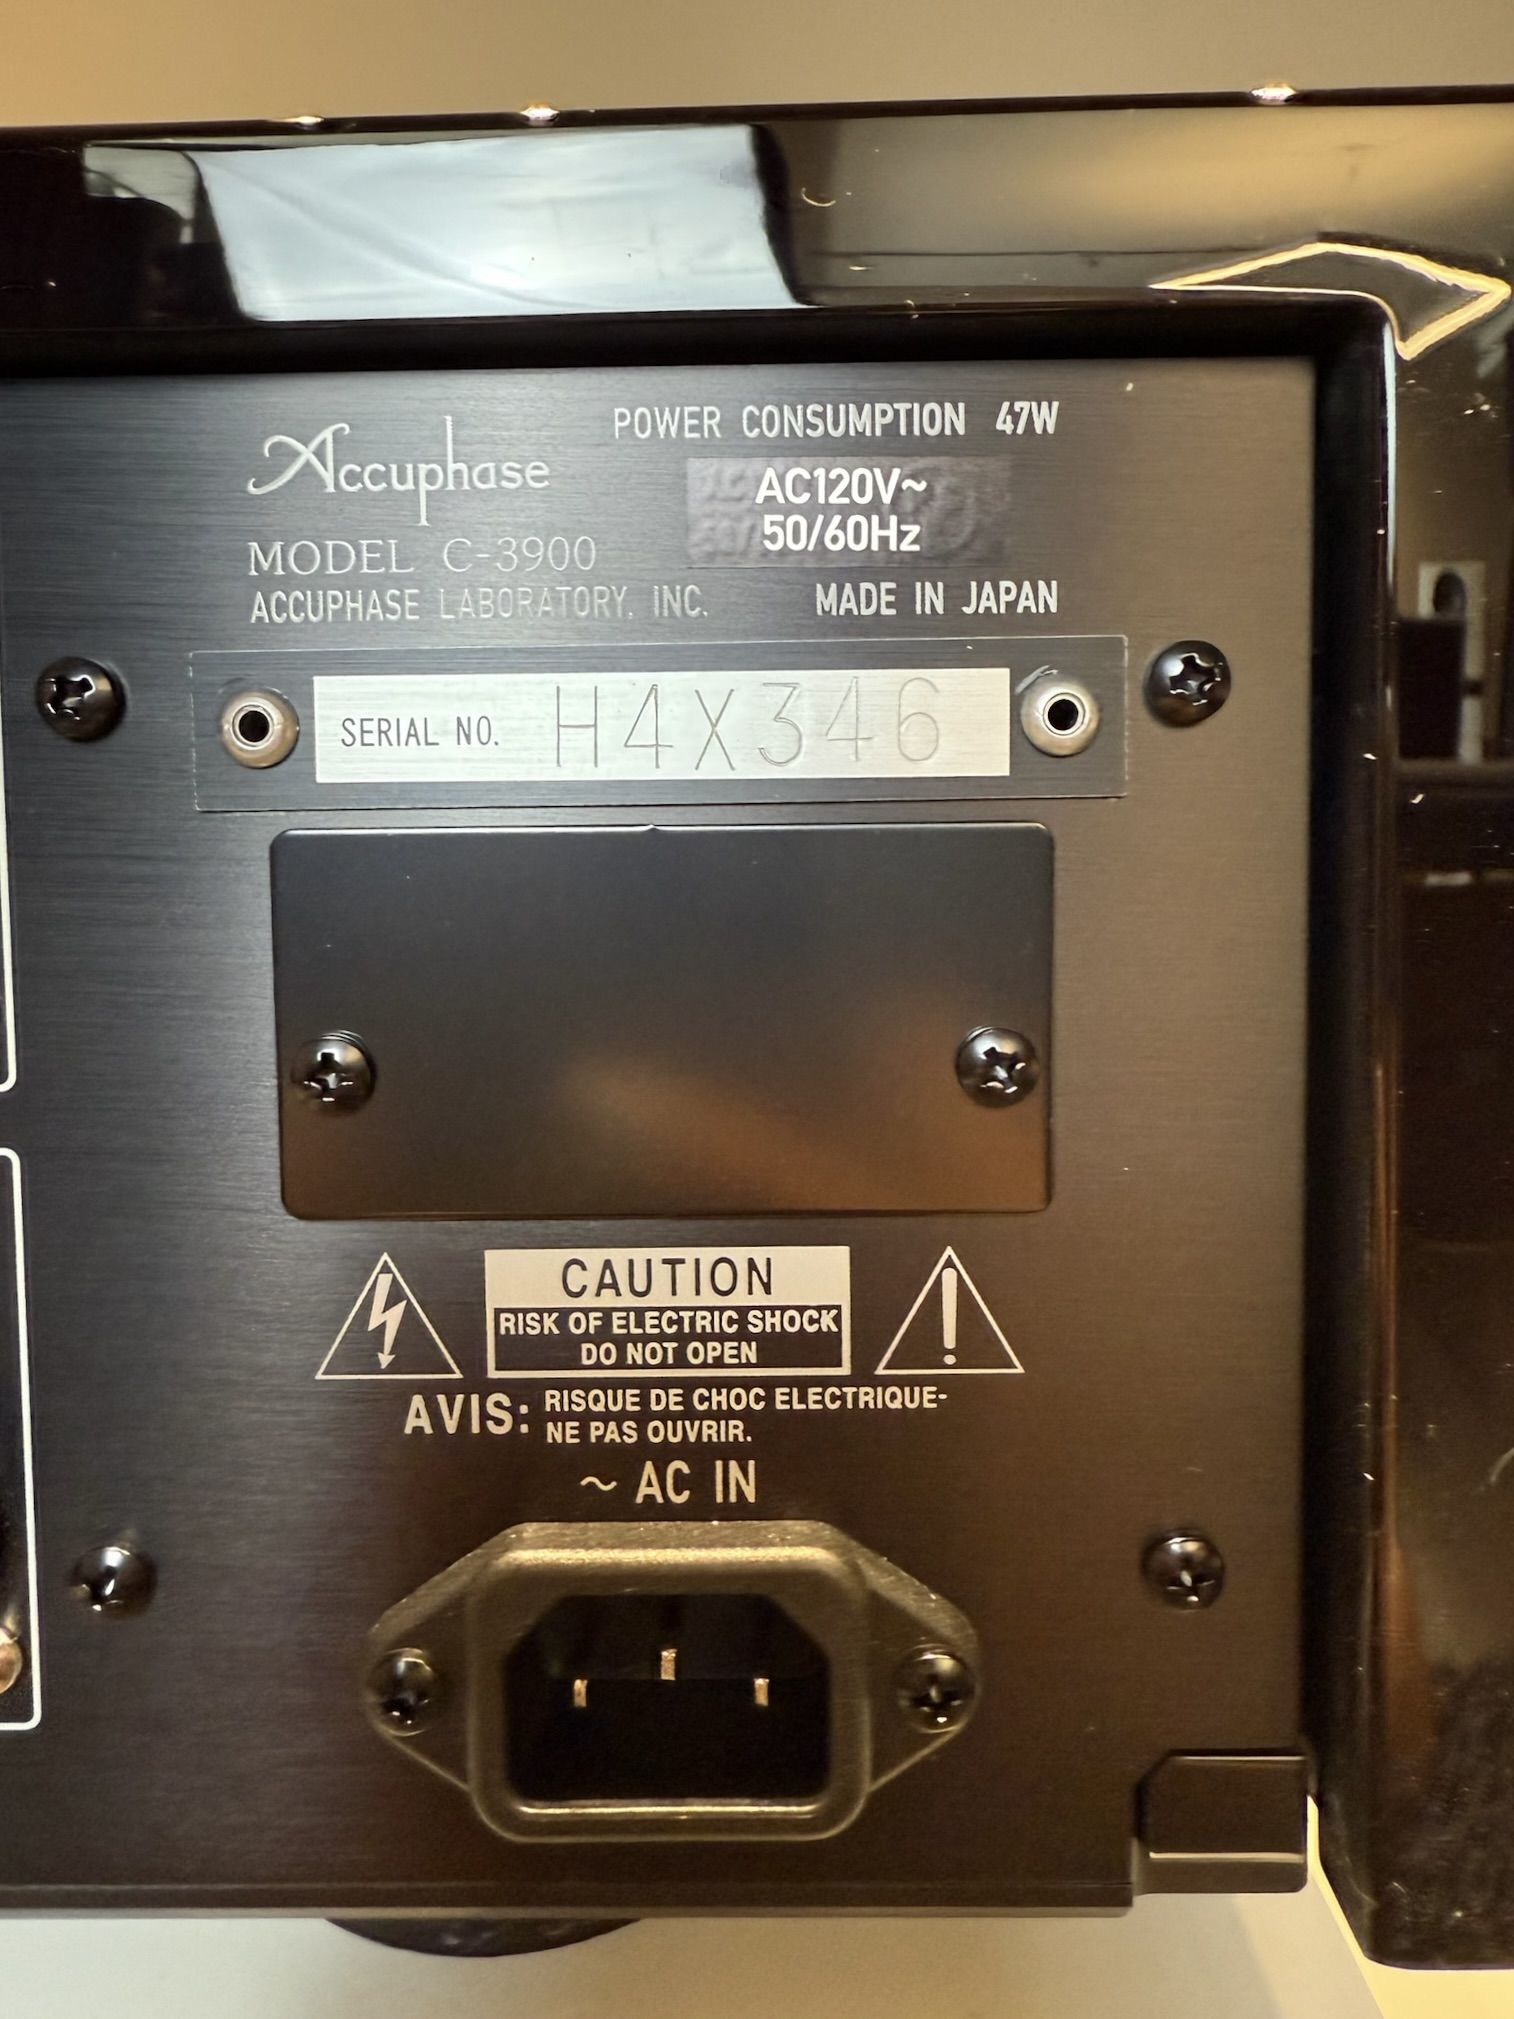 Accuphase
MODEL C-3900
ACCUPHASE LABORATORY, INC.
POWER CONSUMPTION 47W
AC120V~
50/60Hz
MADE IN JAPAN
SERIAL NO. H4X346
CAUTION
RISK OF ELECTRIC SHOCK
DO NOT OPEN
AVIS: RISQUE DE CHOC ELECTRIQUE-
NE PAS OUVRIR.
~ AC IN